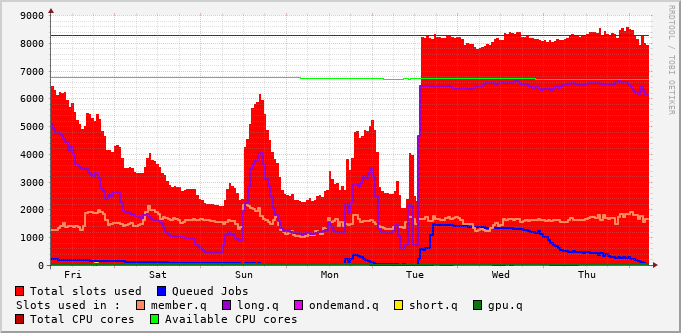 9000
8000
7000
6000
5000
4000
3000
2000
1000
0
Fri Sat Sun Mon Tue Wed Thu
RRDTOOL / TOBI OETIKER
Total slots used Queued Jobs
Slots used in : member.q long.q ondemand.q short.q gpu.q
Total CPU cores Available CPU cores